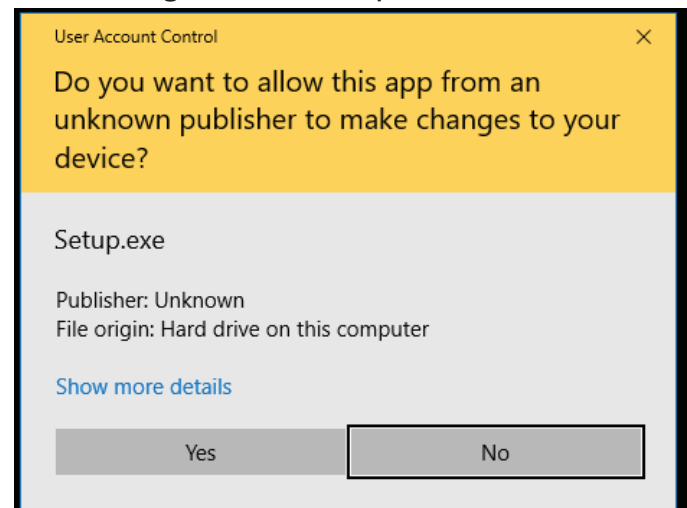 User Account Control
Do you want to allow this app from an
unknown publisher to make changes to your
device?
Setup.exe
Publisher: Unknown
File origin: Hard drive on this computer
Show more details
Yes
No